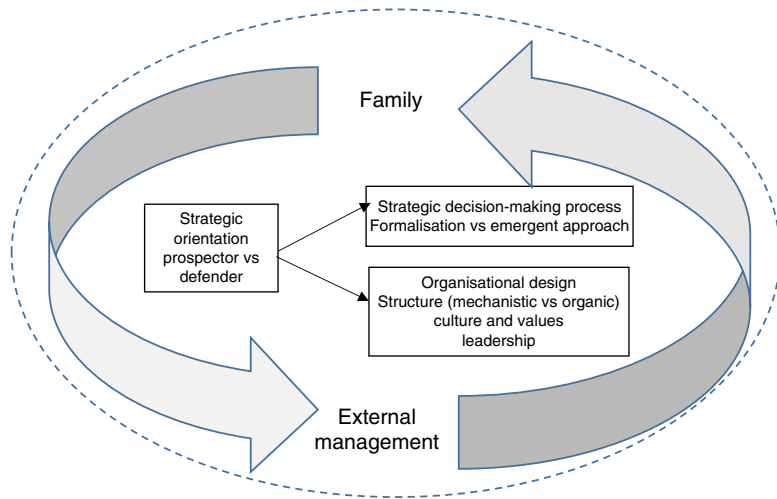 Family
Strategic
orientation
prospector vs
defender
Strategic decision-making process
Formalisation vs emergent approach
Organisational design
Structure (mechanistic vs organic)
culture and values
leadership
External
management